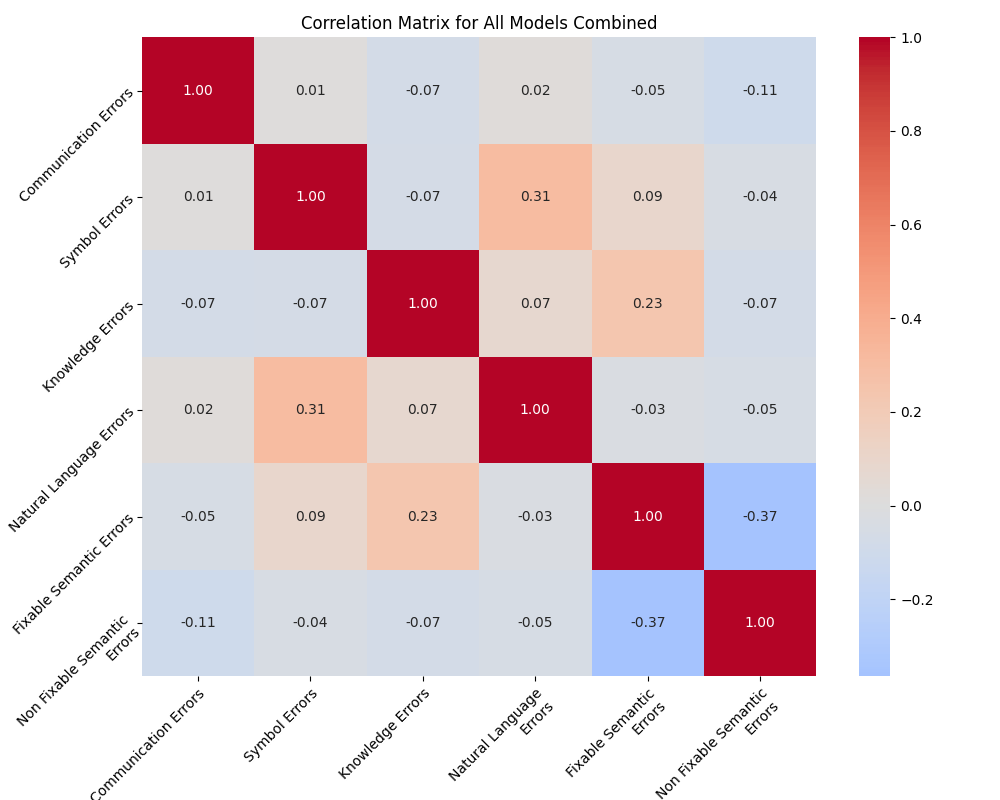 Correlation Matrix for All Models Combined
Communication Errors
1.00
0.01
-0.07
0.02
-0.05
-0.11
Symbol Errors
0.01
1.00
-0.07
0.31
0.09
-0.04
Knowledge Errors
-0.07
-0.07
1.00
0.07
0.23
-0.07
Natural Language Errors
0.02
0.31
0.07
1.00
-0.03
-0.05
Fixable Semantic Errors
-0.05
0.09
0.23
-0.03
1.00
-0.37
Non Fixable Semantic
Errors
-0.11
-0.04
-0.07
-0.05
-0.37
1.00
Communication Errors
Symbol Errors
Knowledge Errors
Natural Language
Errors
Fixable Semantic
Errors
Non Fixable Semantic
Errors
1.0
0.8
0.6
0.4
0.2
0.0
−0.2